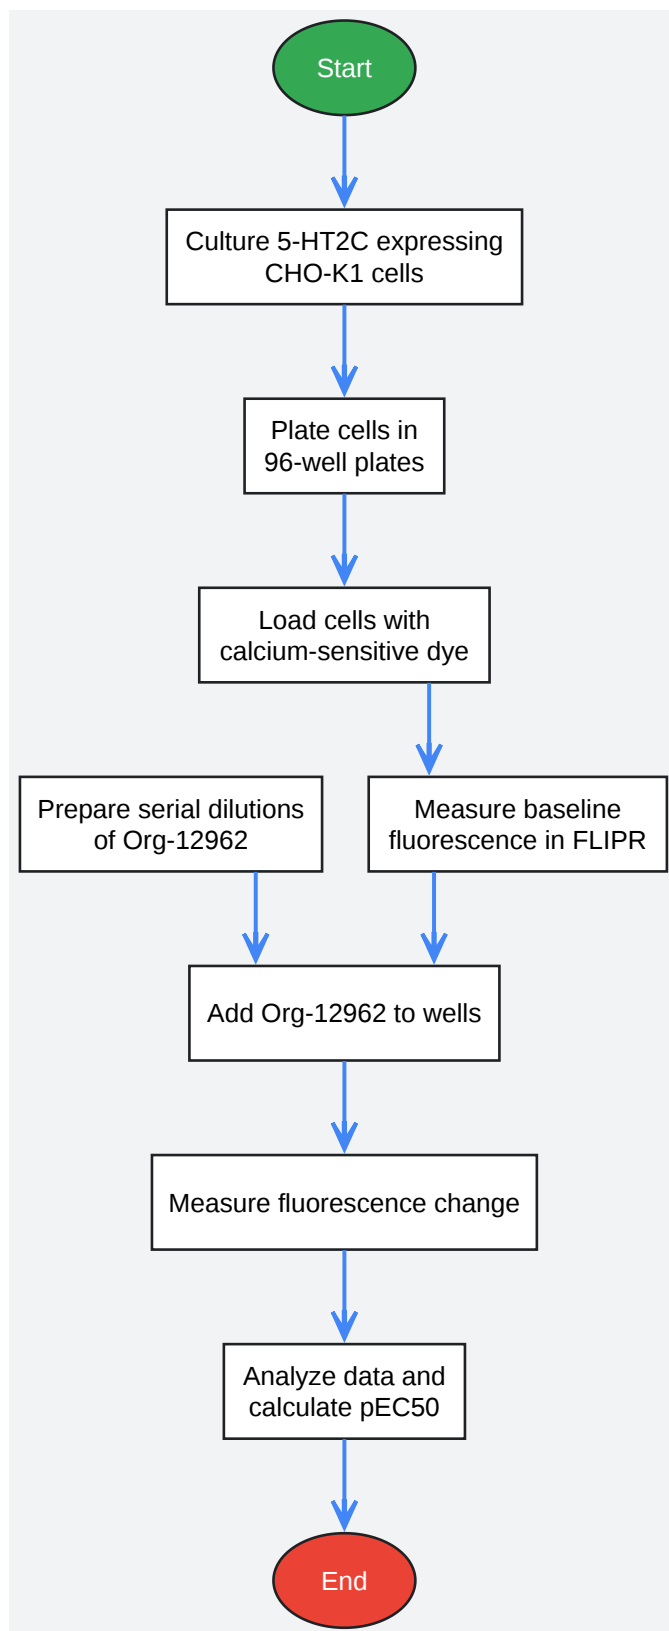 Start
Culture 5-HT2C expressing
CHO-K1 cells
Plate cells in
96-well plates
Load cells with
calcium-sensitive dye
Prepare serial dilutions
of Org-12962
Measure baseline
fluorescence in FLIPR
Add Org-12962 to wells
Measure fluorescence change
Analyze data and
calculate pEC50
End